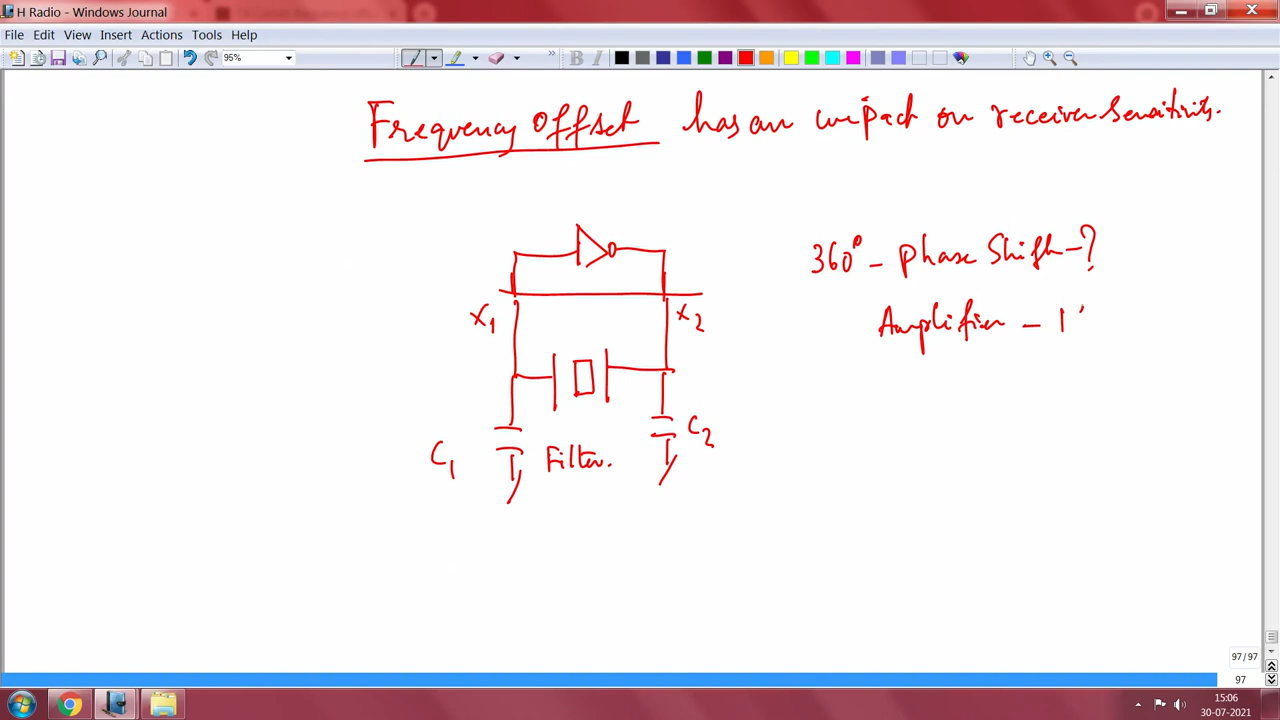 H Radio - Windows Journal
File Edit View Insert Actions Tools Help
95%
Frequency Offset has an impact on receiver Sensitivity.
360° - Phase Shift - ?
X1 X2
Amplifier - 1
C1 Filter. C2
97/97
97
15:06
30-07-2021